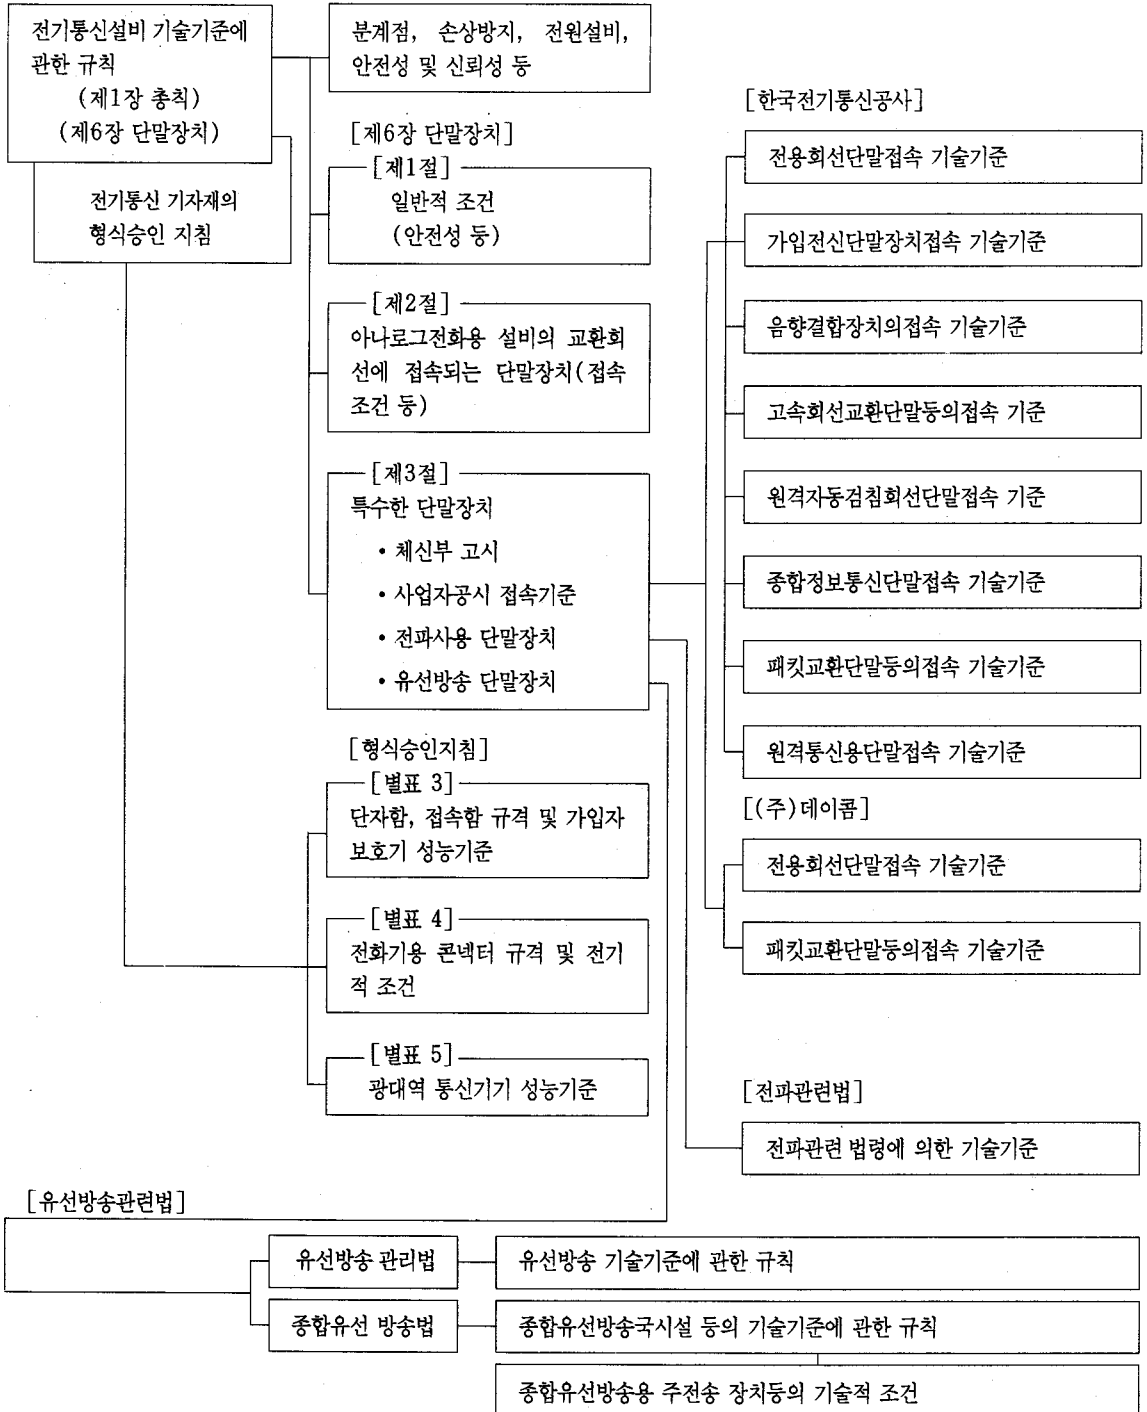 전기통신설비 기술기준에
관한 규칙
(제1장 총칙)
(제6장 단말장치)
전기통신 기자재의
형식승인 지침
분계점, 손상방지, 전원설비,
안전성 및 신뢰성 등
[제6장 단말장치]
[제1절]
일반적 조건
(안전성 등)
[제2절]
아나로그전화용 설비의 교환회
선에 접속되는 단말장치(접속
조건 등)
[제3절]
특수한 단말장치
• 체신부 고시
• 사업자공시 접속기준
• 전파사용 단말장치
• 유선방송 단말장치
[형식승인지침]
[별표 3]
단자함, 접속함 규격 및 가입자
보호기 성능기준
[별표 4]
전화기용 콘넥터 규격 및 전기
적 조건
[별표 5]
광대역 통신기기 성능기준
[한국전기통신공사]
전용회선단말접속 기술기준
가입전신단말장치접속 기술기준
음향결합장치의접속 기술기준
고속회선교환단말등의접속 기준
원격자동검침회선단말접속 기준
종합정보통신단말접속 기술기준
패킷교환단말등의접속 기술기준
원격통신용단말접속 기술기준
[(주)데이콤]
전용회선단말접속 기술기준
패킷교환단말등의접속 기술기준
[전파관련법]
전파관련 법령에 의한 기술기준
[유선방송관련법]
유선방송 관리법
유선방송 기술기준에 관한 규칙
종합유선 방송법
종합유선방송국시설 등의 기술기준에 관한 규칙
종합유선방송용 주전송 장치등의 기술적 조건